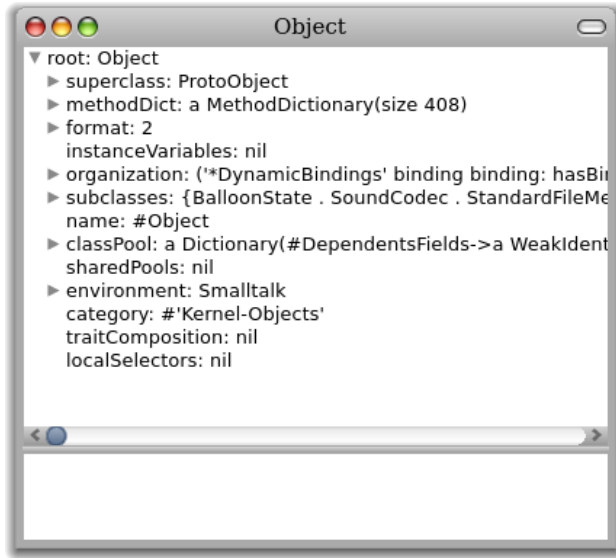 Object
root: Object
superclass: ProtoObject
methodDict: a MethodDictionary(size 408)
format: 2
instanceVariables: nil
organization: ('*DynamicBindings' binding binding: hasBin
subclasses: {BalloonState . SoundCodec . StandardFileMe
name: #Object
classPool: a Dictionary(#DependentsFields->a WeakIdent
sharedPools: nil
environment: Smalltalk
category: #'Kernel-Objects'
traitComposition: nil
localSelectors: nil